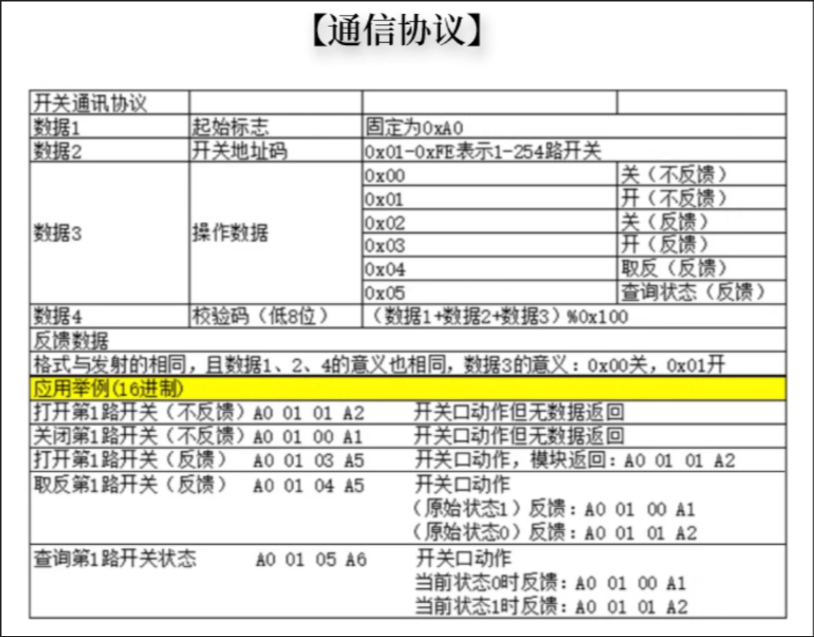 【通信协议】
开关通讯协议
数据1 起始标志 固定为0xA0
数据2 开关地址码 0x01-0xFE表示1-254路开关
数据3 操作数据
0x00 关（不反馈）
0x01 开（不反馈）
0x02 关（反馈）
0x03 开（反馈）
0x04 取反（反馈）
0x05 查询状态（反馈）
数据4 校验码（低8位） （数据1+数据2+数据3）%0x100
反馈数据
格式与发射的相同，且数据1、2、4的意义也相同，数据3的意义：0x00关，0x01开
应用举例(16进制)
打开第1路开关（不反馈）A0 01 01 A2 开关口动作但无数据返回
关闭第1路开关（不反馈）A0 01 00 A1 开关口动作但无数据返回
打开第1路开关（反馈） A0 01 03 A5 开关口动作，模块返回：A0 01 01 A2
取反第1路开关（反馈） A0 01 04 A5 开关口动作
（原始状态1）反馈：A0 01 00 A1
（原始状态0）反馈：A0 01 01 A2
查询第1路开关状态 A0 01 05 A6 开关口动作
当前状态0时反馈：A0 01 00 A1
当前状态1时反馈：A0 01 01 A2